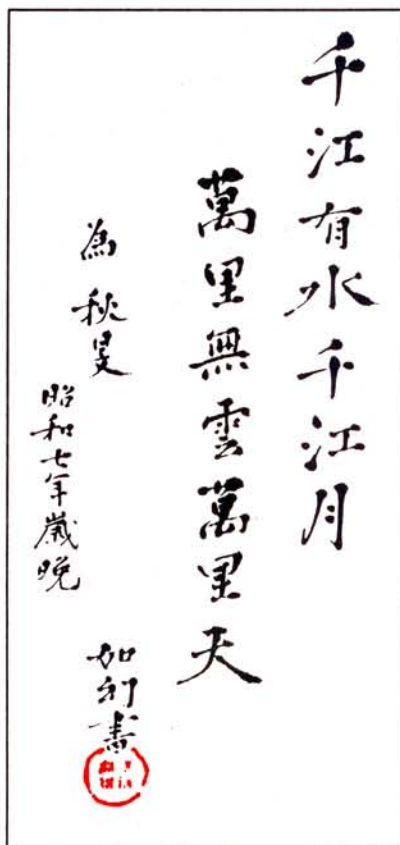 千江有水千江月
萬里無雲萬里天
為秋旻
昭和七年歲晚
加刹書